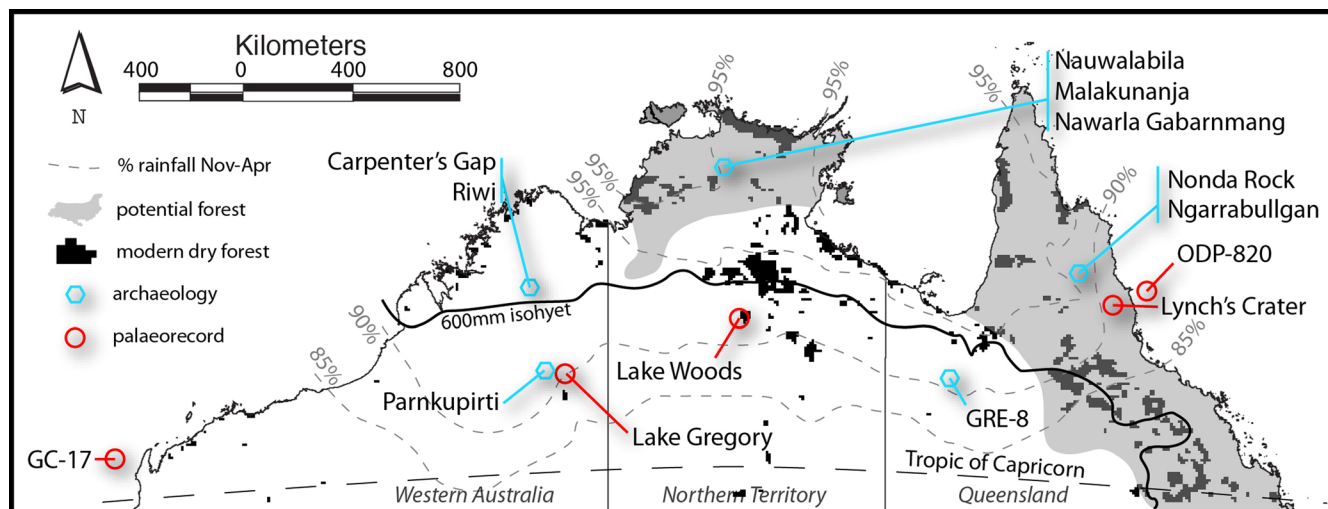 Kilometers
400 0 400 800
N
% rainfall Nov-Apr
potential forest
modern dry forest
archaeology
palaeorecord
Carpenter's Gap
Riwi
95%
95%
95%
95%
95%
Nauwalabila
Malakunanja
Nawarla Gabarnmang
90%
Nonda Rock
Ngarrabullgan
ODP-820
Lynch's Crater
85%
600mm isohyet
90%
85%
Lake Woods
Parnkupirti
Lake Gregory
GRE-8
GC-17
Tropic of Capricorn
Western Australia
Northern Territory
Queensland